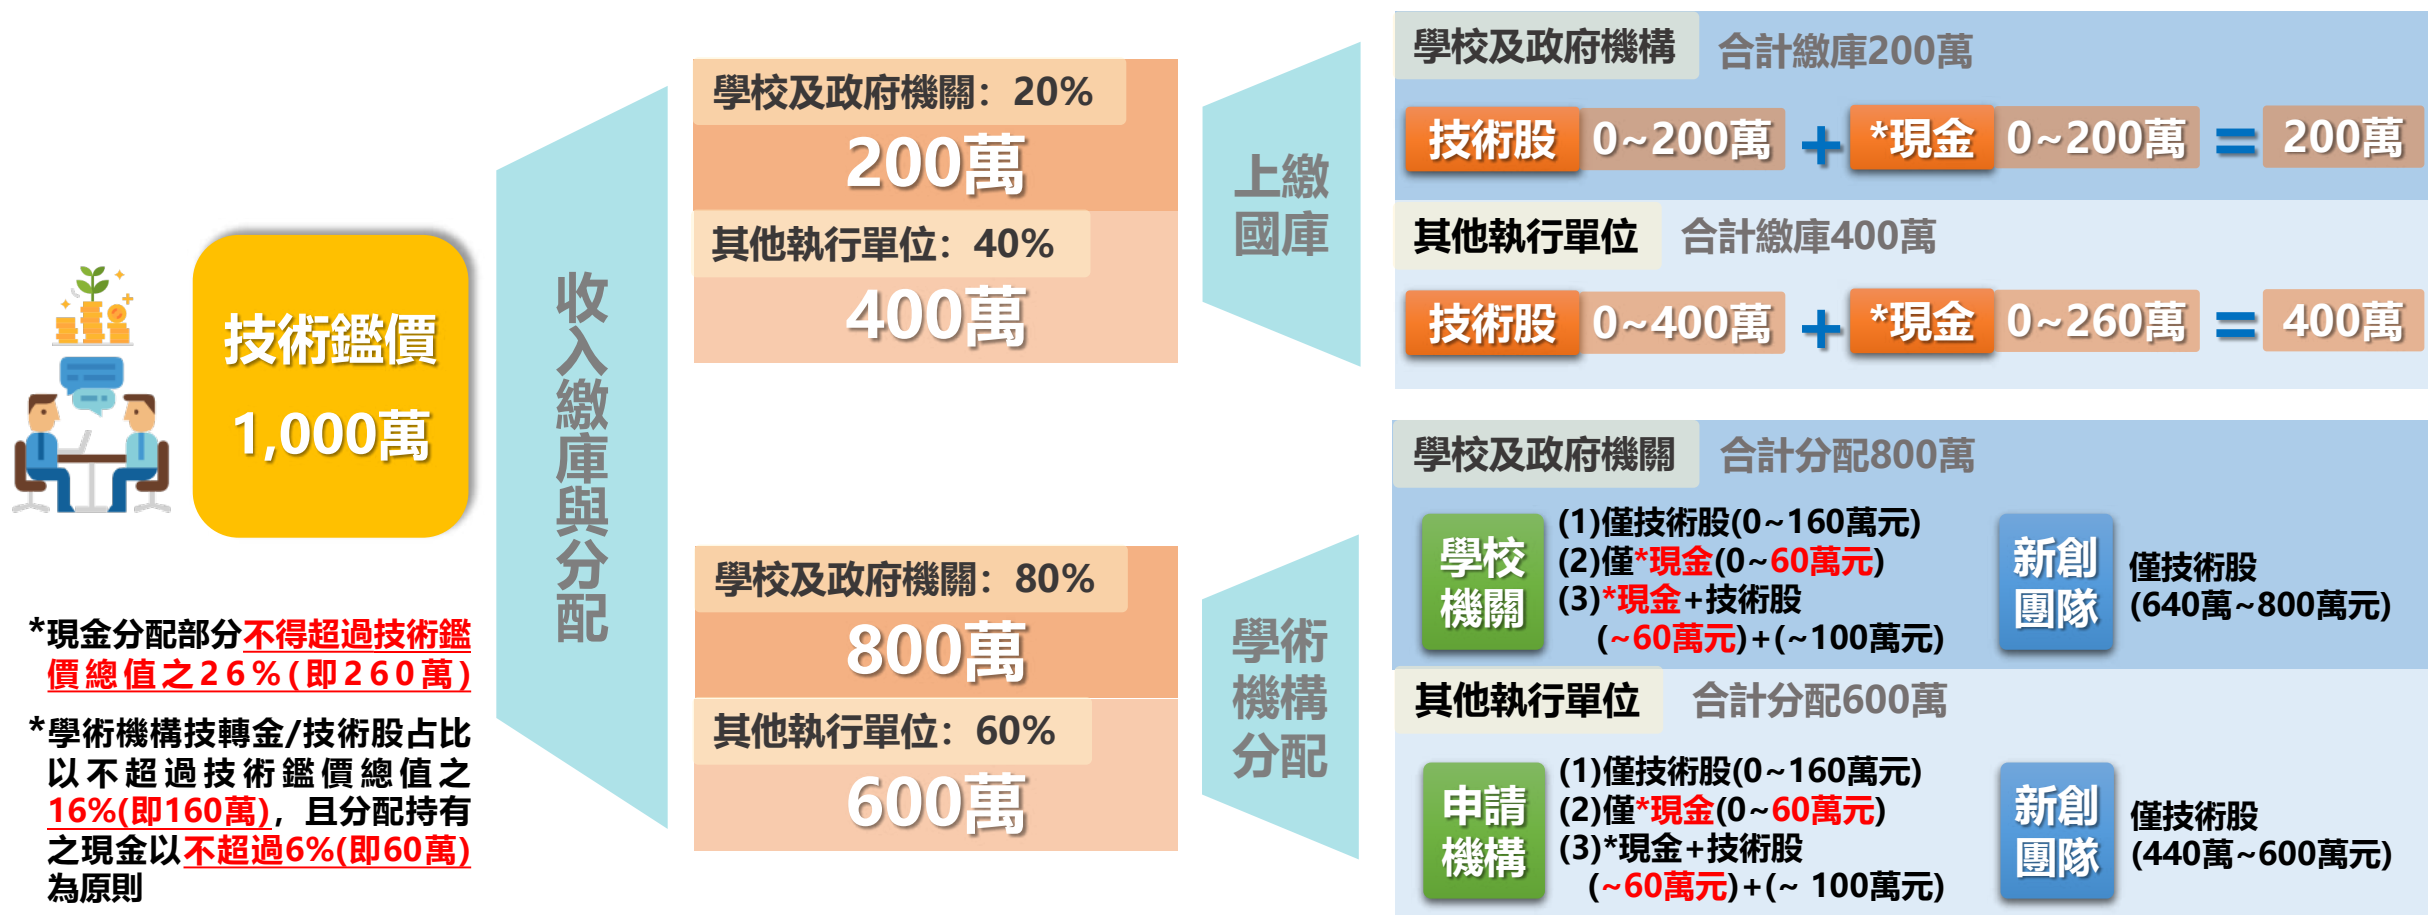 技術鑑價
1,000萬
*現金分配部分不得超過技術鑑
價總值之26%(即260萬)
*學術機構技轉金/技術股占比
以不超過技術鑑價總值之
16%(即160萬)，且分配持有
之現金以不超過6%(即60萬)
為原則
收入繳庫與分配
學校及政府機關：20%
200萬
其他執行單位：40%
400萬
學校及政府機關：80%
800萬
其他執行單位：60%
600萬
上繳
國庫
學術
機構
分配
學校及政府機構 合計繳庫200萬
技術股 0~200萬 + *現金 0~200萬 = 200萬
其他執行單位 合計繳庫400萬
技術股 0~400萬 + *現金 0~260萬 = 400萬
學校及政府機關 合計分配800萬
學校
機關
(1)僅技術股(0~160萬元)
(2)僅*現金(0~60萬元)
(3)*現金+技術股
(~60萬元)+(~100萬元)
新創
團隊
僅技術股
(640萬~800萬元)
其他執行單位 合計分配600萬
申請
機構
(1)僅技術股(0~160萬元)
(2)僅*現金(0~60萬元)
(3)*現金+技術股
(~60萬元)+(~ 100萬元)
新創
團隊
僅技術股
(440萬~600萬元)